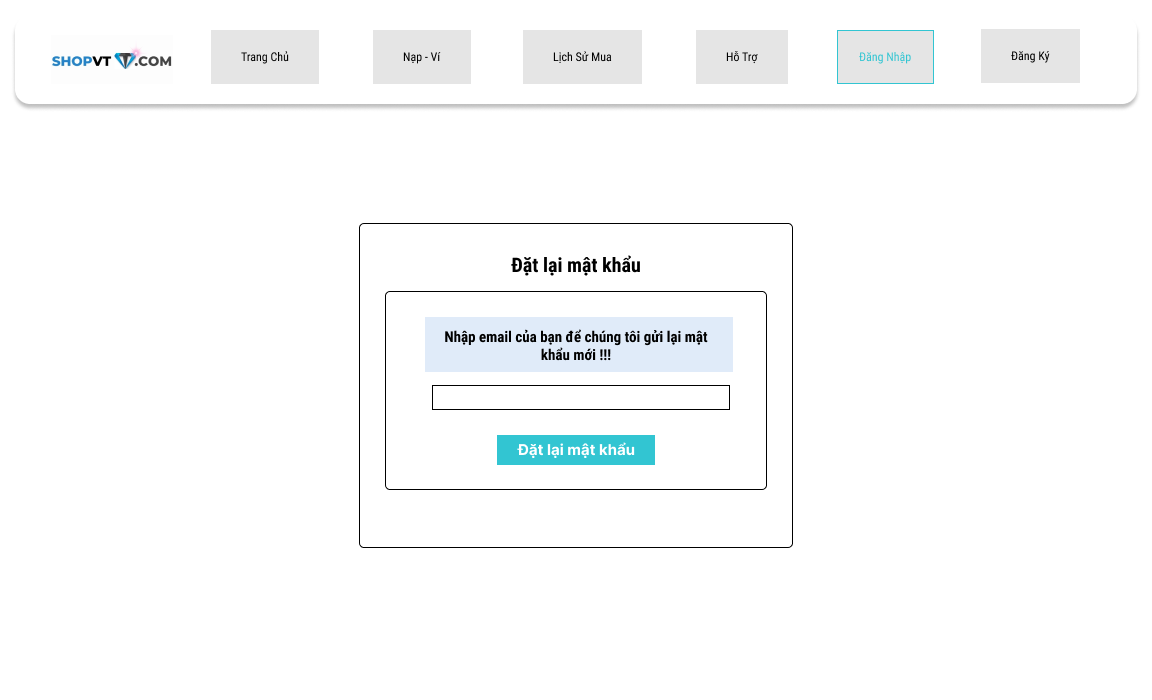 SHOPVT .COM
Trang Chủ
Nạp - Ví
Lịch Sử Mua
Hỗ Trợ
Đăng Nhập
Đăng Ký
Đặt lại mật khẩu
Nhập email của bạn để chúng tôi gửi lại mật
khẩu mới !!!
Đặt lại mật khẩu